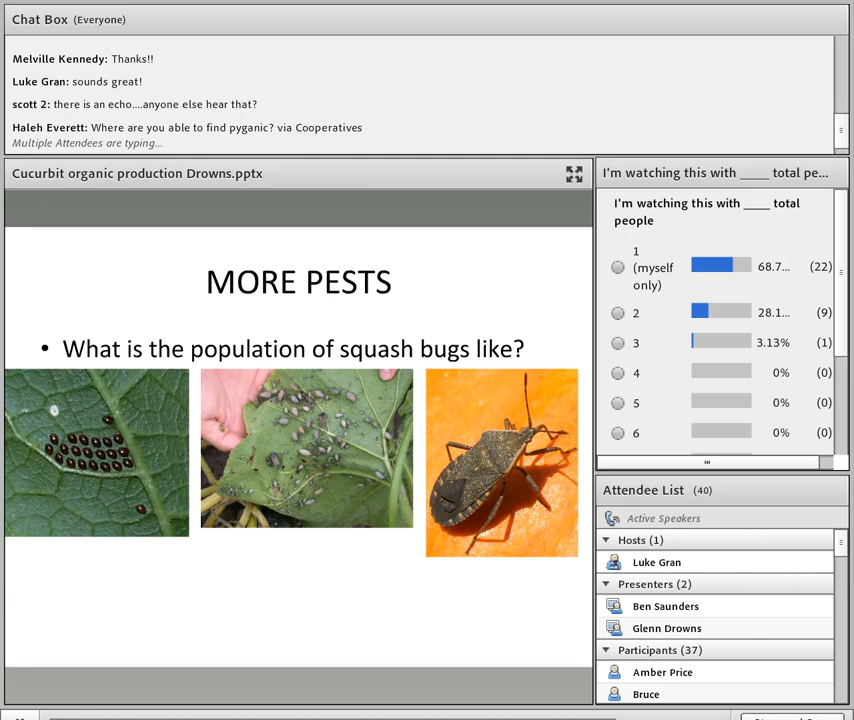 Chat Box (Everyone)
Melville Kennedy: Thanks!!
Luke Gran: sounds great!
scott 2: there is an echo....anyone else hear that?
Haleh Everett: Where are you able to find pyganic? via Cooperatives
Multiple Attendees are typing...
Cucurbit organic production Drowns.pptx
MORE PESTS
• What is the population of squash bugs like?
I'm watching this with ____ total pe...
I'm watching this with ____ total
people
1
(myself
only)
68.7... (22)
2 28.1... (9)
3 3.13% (1)
4 0% (0)
5 0% (0)
6 0% (0)
Attendee List (40)
Active Speakers
Hosts (1)
Luke Gran
Presenters (2)
Ben Saunders
Glenn Drowns
Participants (37)
Amber Price
Bruce